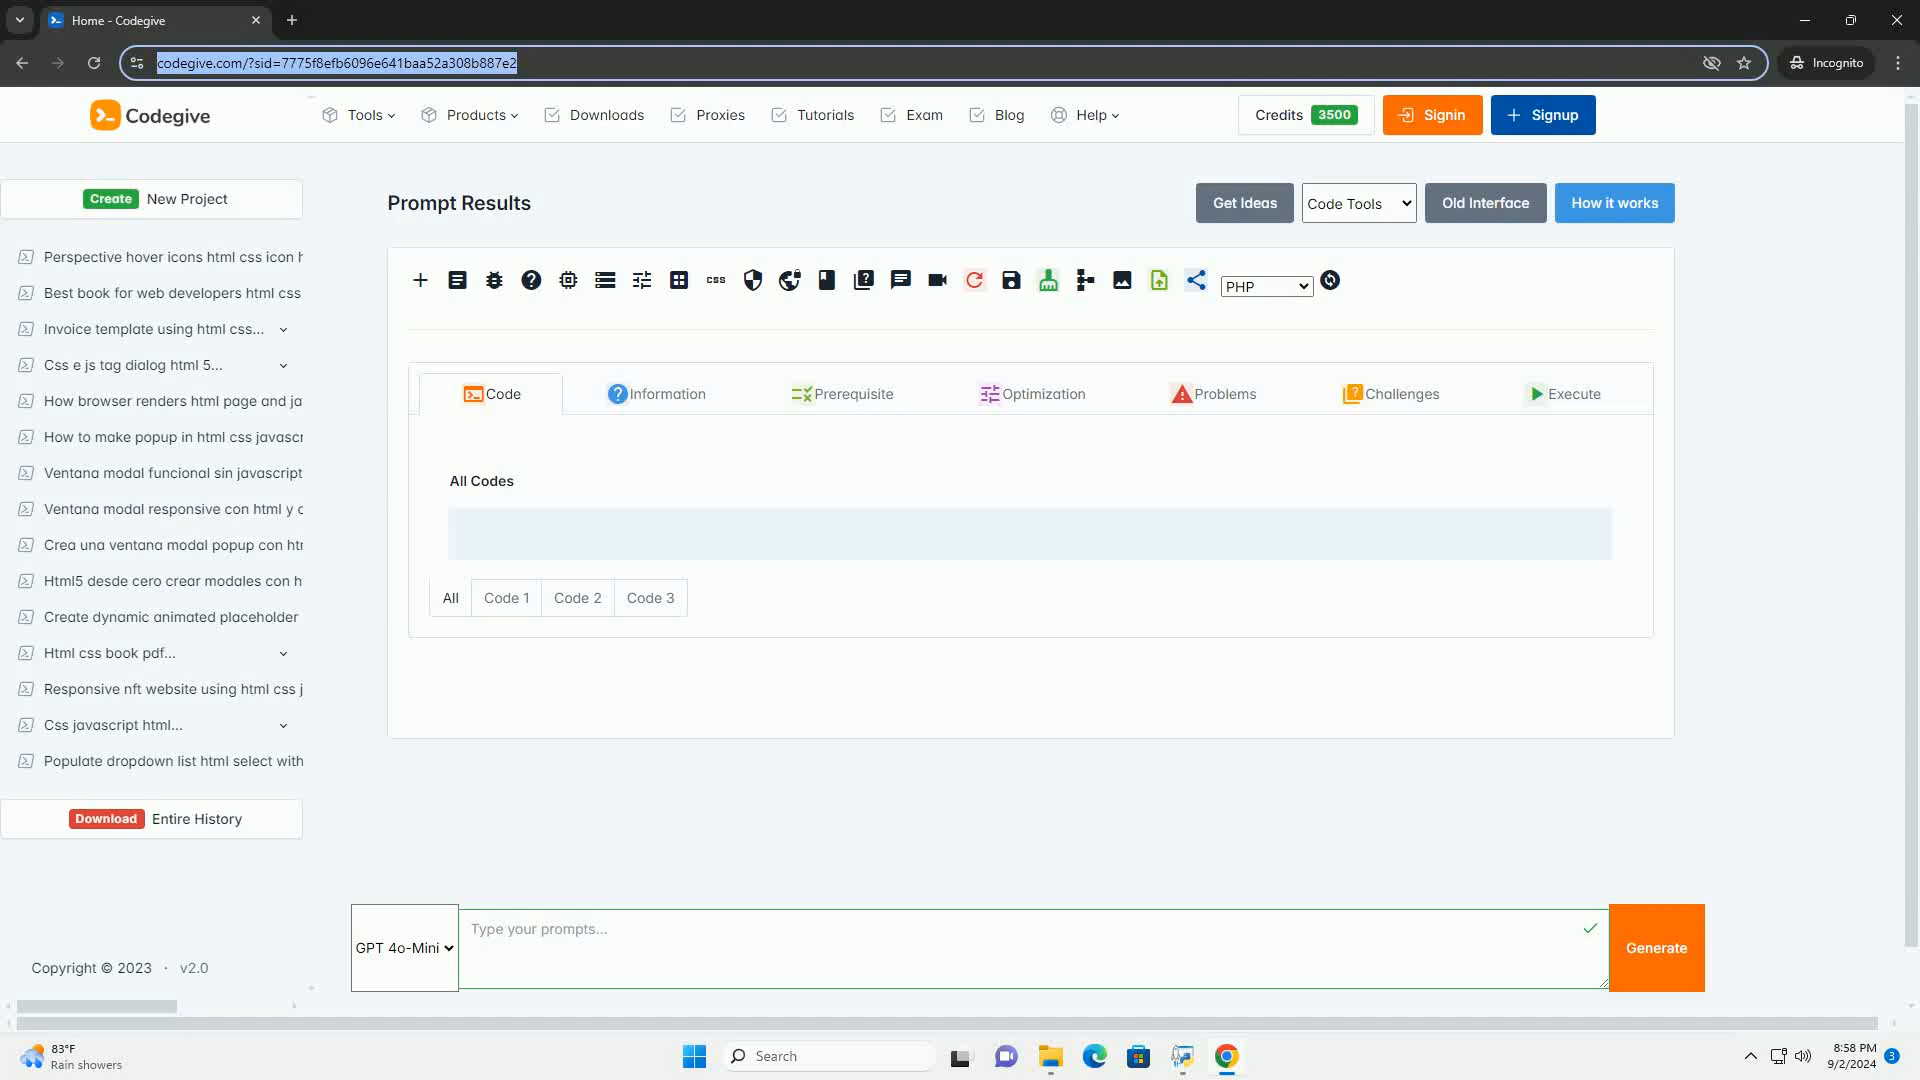 Home - Codegive
codegive.com/?sid=7775f8efb6096e641baa52a308b887e2
Incognito
Codegive
Tools
Products
Downloads
Proxies
Tutorials
Exam
Blog
Help
Credits 3500
Signin
Signup
Create New Project
Perspective hover icons html css icon h
Best book for web developers html css
Invoice template using html css...
Css e js tag dialog html 5...
How browser renders html page and ja
How to make popup in html css javascr
Ventana modal funcional sin javascript
Ventana modal responsive con html y c
Crea una ventana modal popup con htn
Html5 desde cero crear modales con h
Create dynamic animated placeholder
Html css book pdf...
Responsive nft website using html css j
Css javascript html...
Populate dropdown list html select with
Download Entire History
Copyright © 2023 · v2.0
Prompt Results
Get Ideas
Code Tools
Old Interface
How it works
css
PHP
Code
Information
Prerequisite
Optimization
Problems
Challenges
Execute
All Codes
All
Code 1
Code 2
Code 3
GPT 4o-Mini
Type your prompts...
Generate
83°F
Rain showers
Search
8:58 PM
9/2/2024
3